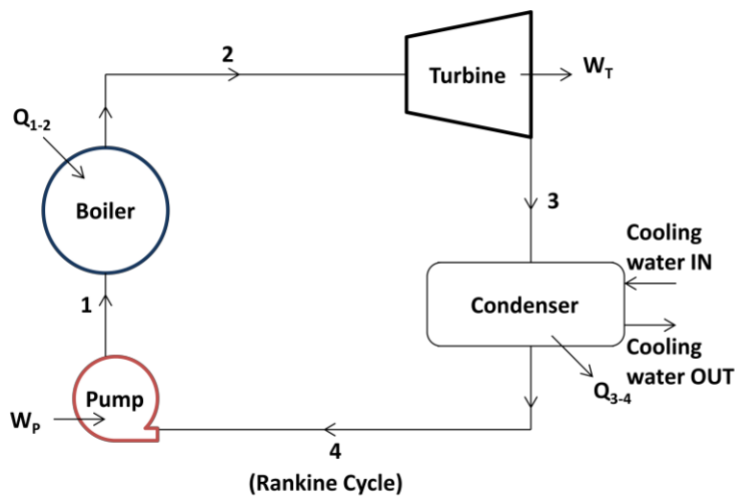 2
Turbine
W_T
Q_1-2
Boiler
3
Cooling
water IN
1
Condenser
Cooling
water OUT
Pump
Q_3-4
W_P
4
(Rankine Cycle)